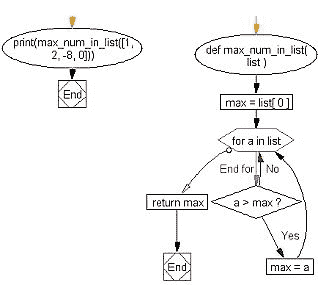 print(max_num_in_list([1,
2, -8, 0]))
End
def max_num_in_list(
list )
max = list[ 0 ]
for a in list
End for
No
return max
a > max ?
Yes
End
max = a